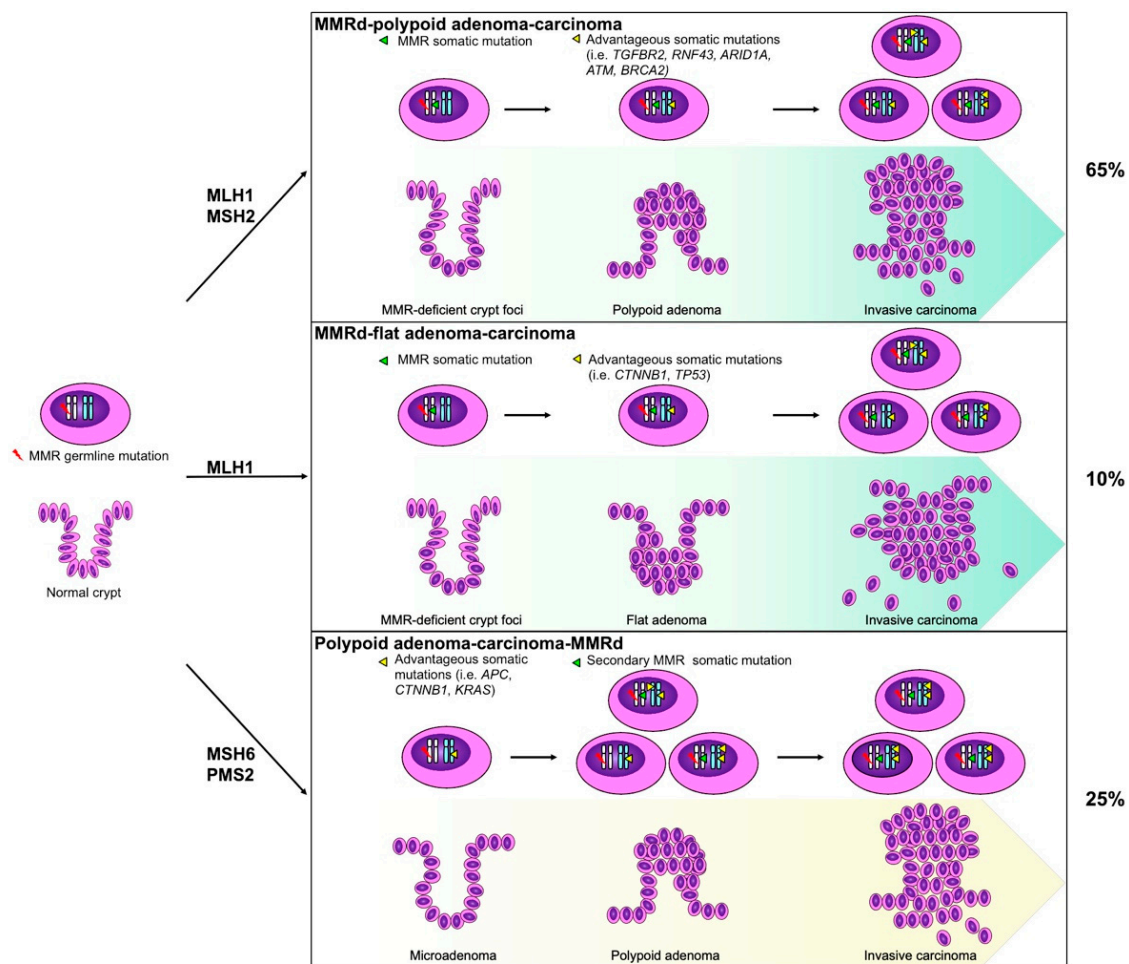 MMRd-polypoid adenoma-carcinoma
MMR somatic mutation
Advantageous somatic mutations
(i.e. TGFBR2, RNF43, ARID1A,
ATM, BRCA2)
MLH1
MSH2
65%
MMR-deficient crypt foci
Polypoid adenoma
Invasive carcinoma
MMRd-flat adenoma-carcinoma
MMR somatic mutation
Advantageous somatic mutations
(i.e. CTNNB1, TP53)
MMR germline mutation
MLH1
10%
Normal crypt
MMR-deficient crypt foci
Flat adenoma
Invasive carcinoma
Polypoid adenoma-carcinoma-MMRd
Advantageous somatic
mutations (i.e. APC,
CTNNB1, KRAS)
Secondary MMR somatic mutation
MSH6
PMS2
25%
Microadenoma
Polypoid adenoma
Invasive carcinoma